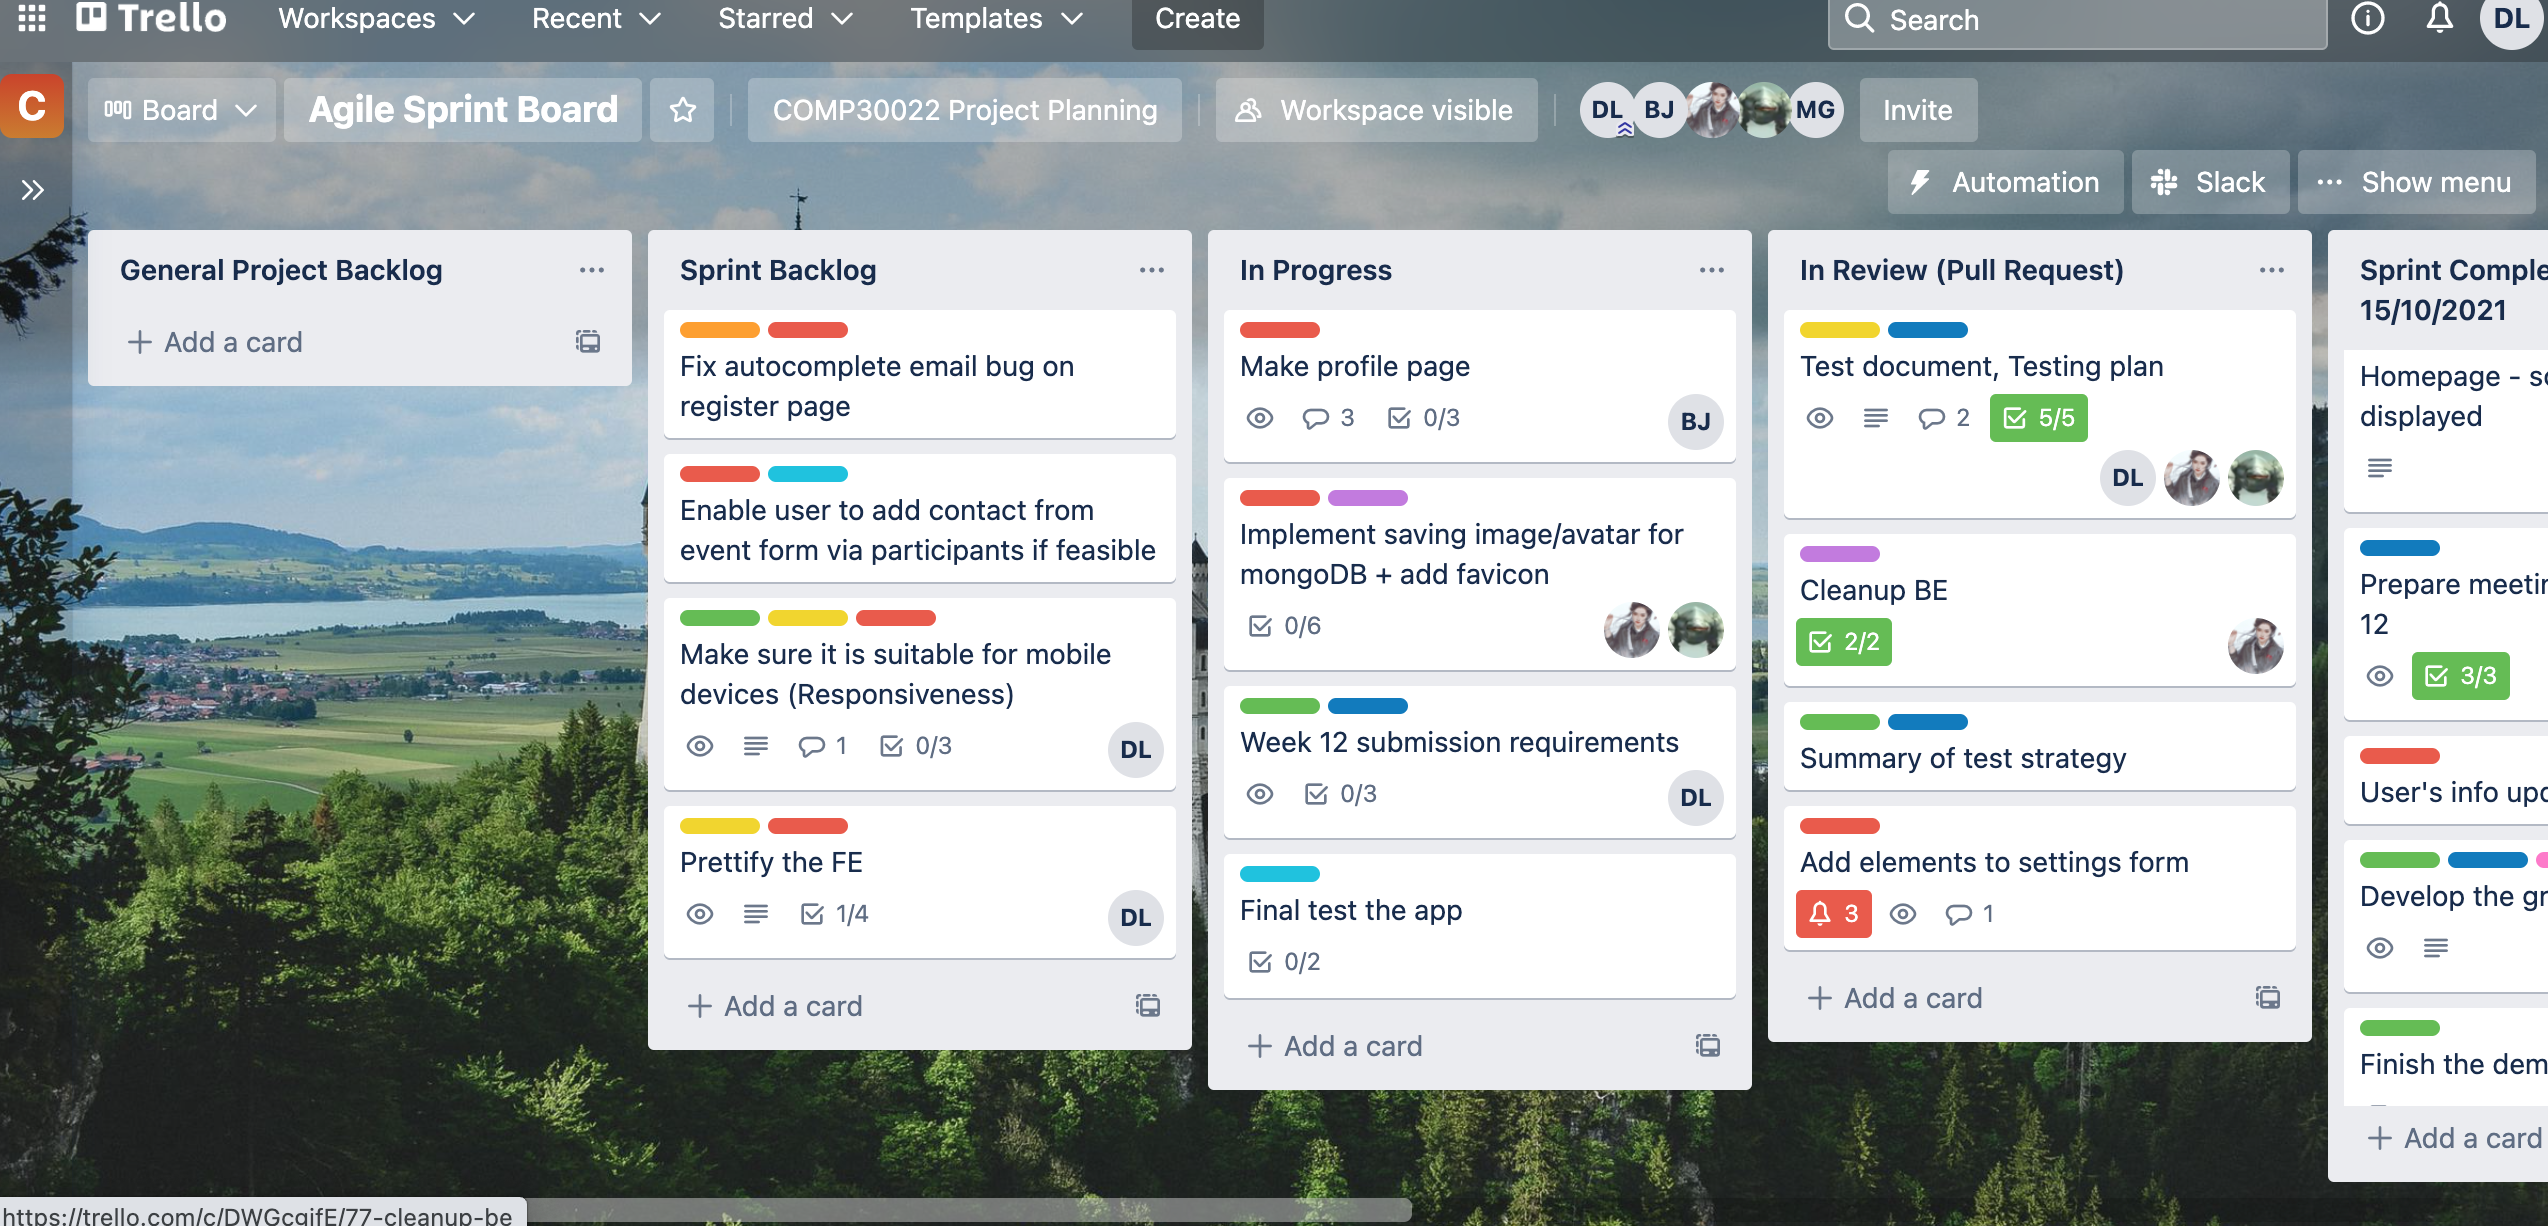 Trello
Workspaces
Recent
Starred
Templates
Create
Search
DL
C
Board
Agile Sprint Board
COMP30022 Project Planning
Workspace visible
DL
BJ
MG
Invite
Automation
Slack
Show menu
General Project Backlog
Add a card
Sprint Backlog
Fix autocomplete email bug on
register page
Enable user to add contact from
event form via participants if feasible
Make sure it is suitable for mobile
devices (Responsiveness)
1 0/3
DL
Prettify the FE
1/4
DL
Add a card
In Progress
Make profile page
3 0/3
BJ
Implement saving image/avatar for
mongoDB + add favicon
0/6
Week 12 submission requirements
0/3
DL
Final test the app
0/2
Add a card
In Review (Pull Request)
Test document, Testing plan
2 5/5
DL
Cleanup BE
2/2
Summary of test strategy
Add elements to settings form
3 1
Add a card
Sprint Comple
15/10/2021
Homepage -
displayed
Prepare meetin
12
3/3
User's info upd
Develop the gr
Finish the dem
Add a card
https://trello.com/c/DWGcqifE/77-cleanup-be